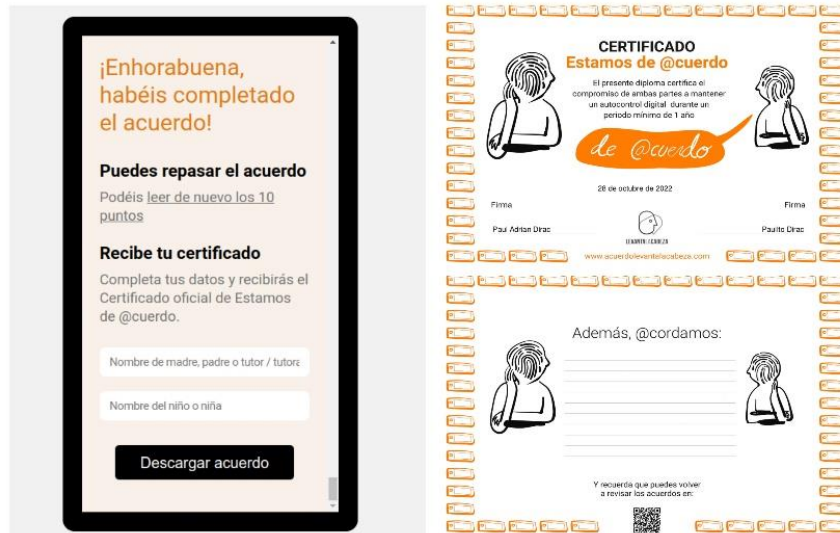 ¡Enhorabuena,
habéis completado
el acuerdo!
Puedes repasar el acuerdo
Podéis leer de nuevo los 10
puntos
Recibe tu certificado
Completa tus datos y recibirás el
Certificado oficial de Estamos
de @cuerdo.
Nombre de madre, padre o tutor / tutora
Nombre del niño o niña
Descargar acuerdo
CERTIFICADO
Estamos de @cuerdo
El presente diploma certifica el
compromiso de ambas partes a mantener
un autocontrol digital durante un
periodo mínimo de 1 año
de @cuerdo
28 de octubre de 2022
Firma
Firma
Paul Adrian Dirac
Paulito Dirac
LEVANTA LA CABEZA
www.acuerdolevantalacabeza.com
Además, @cordamos:
Y recuerda que puedes volver
a revisar los acuerdos en: